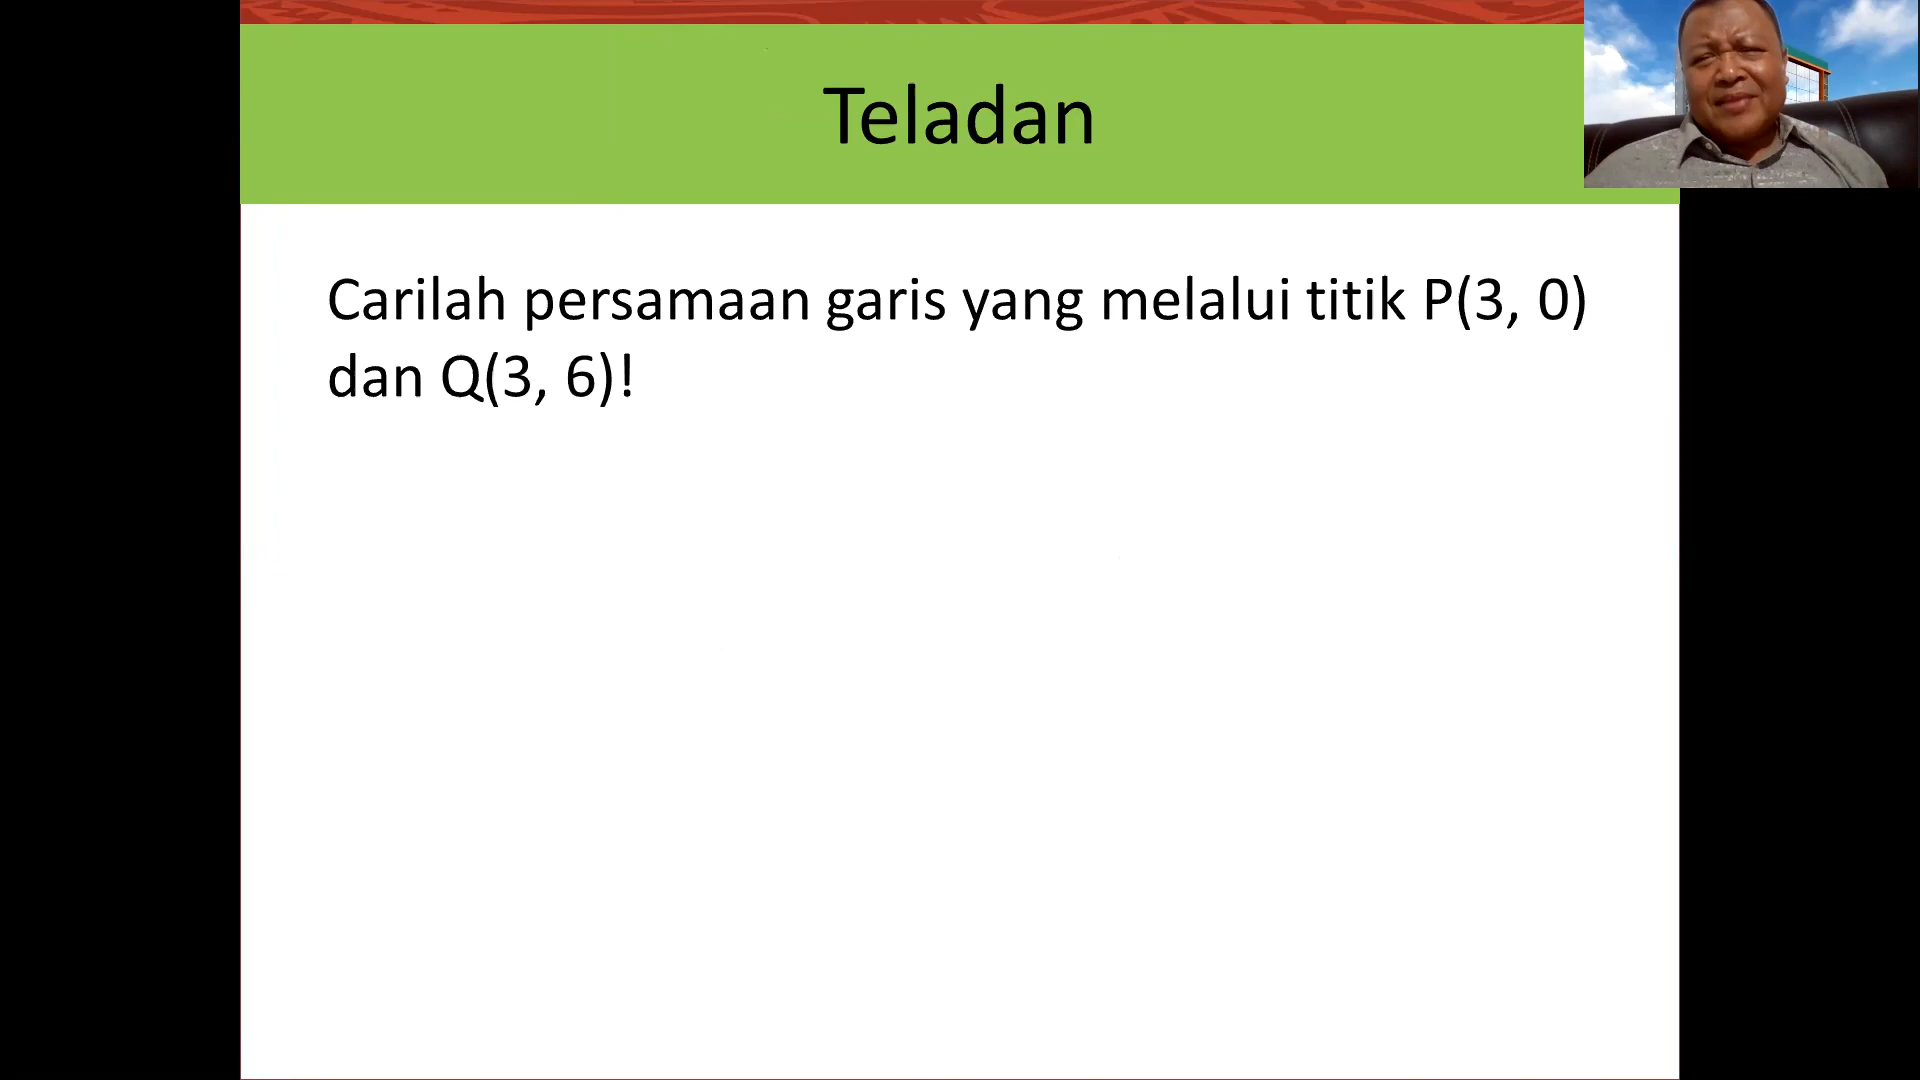 Teladan
Carilah persamaan garis yang melalui titik P(3, 0)
dan Q(3, 6)!